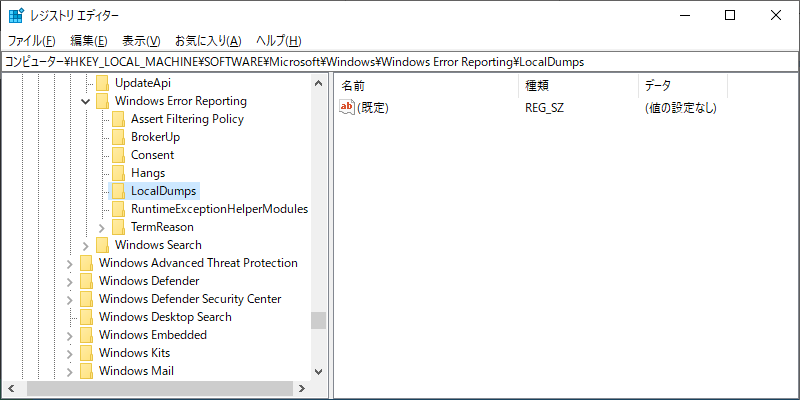 レジストリ エディター
ファイル(F) 編集(E) 表示(V) お気に入り(A) ヘルプ(H)
コンピューター¥HKEY_LOCAL_MACHINE¥SOFTWARE¥Microsoft¥Windows¥Windows Error Reporting¥LocalDumps
UpdateApi
Windows Error Reporting
Assert Filtering Policy
BrokerUp
Consent
Hangs
LocalDumps
RuntimeExceptionHelperModules
TermReason
Windows Search
Windows Advanced Threat Protection
Windows Defender
Windows Defender Security Center
Windows Desktop Search
Windows Embedded
Windows Kits
Windows Mail
名前 種類 データ
ab (既定) REG_SZ (値の設定なし)